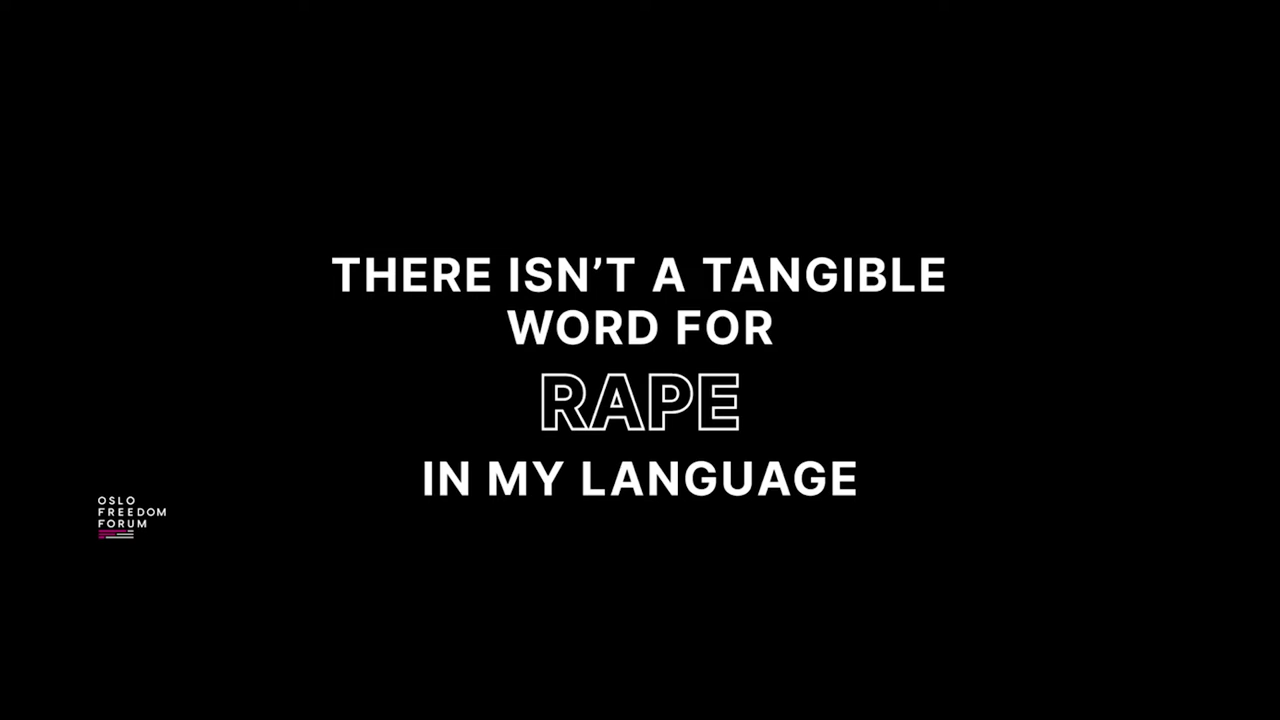 THERE ISN’T A TANGIBLE
WORD FOR
RAPE
IN MY LANGUAGE
OSLO
FREEDOM
FORUM